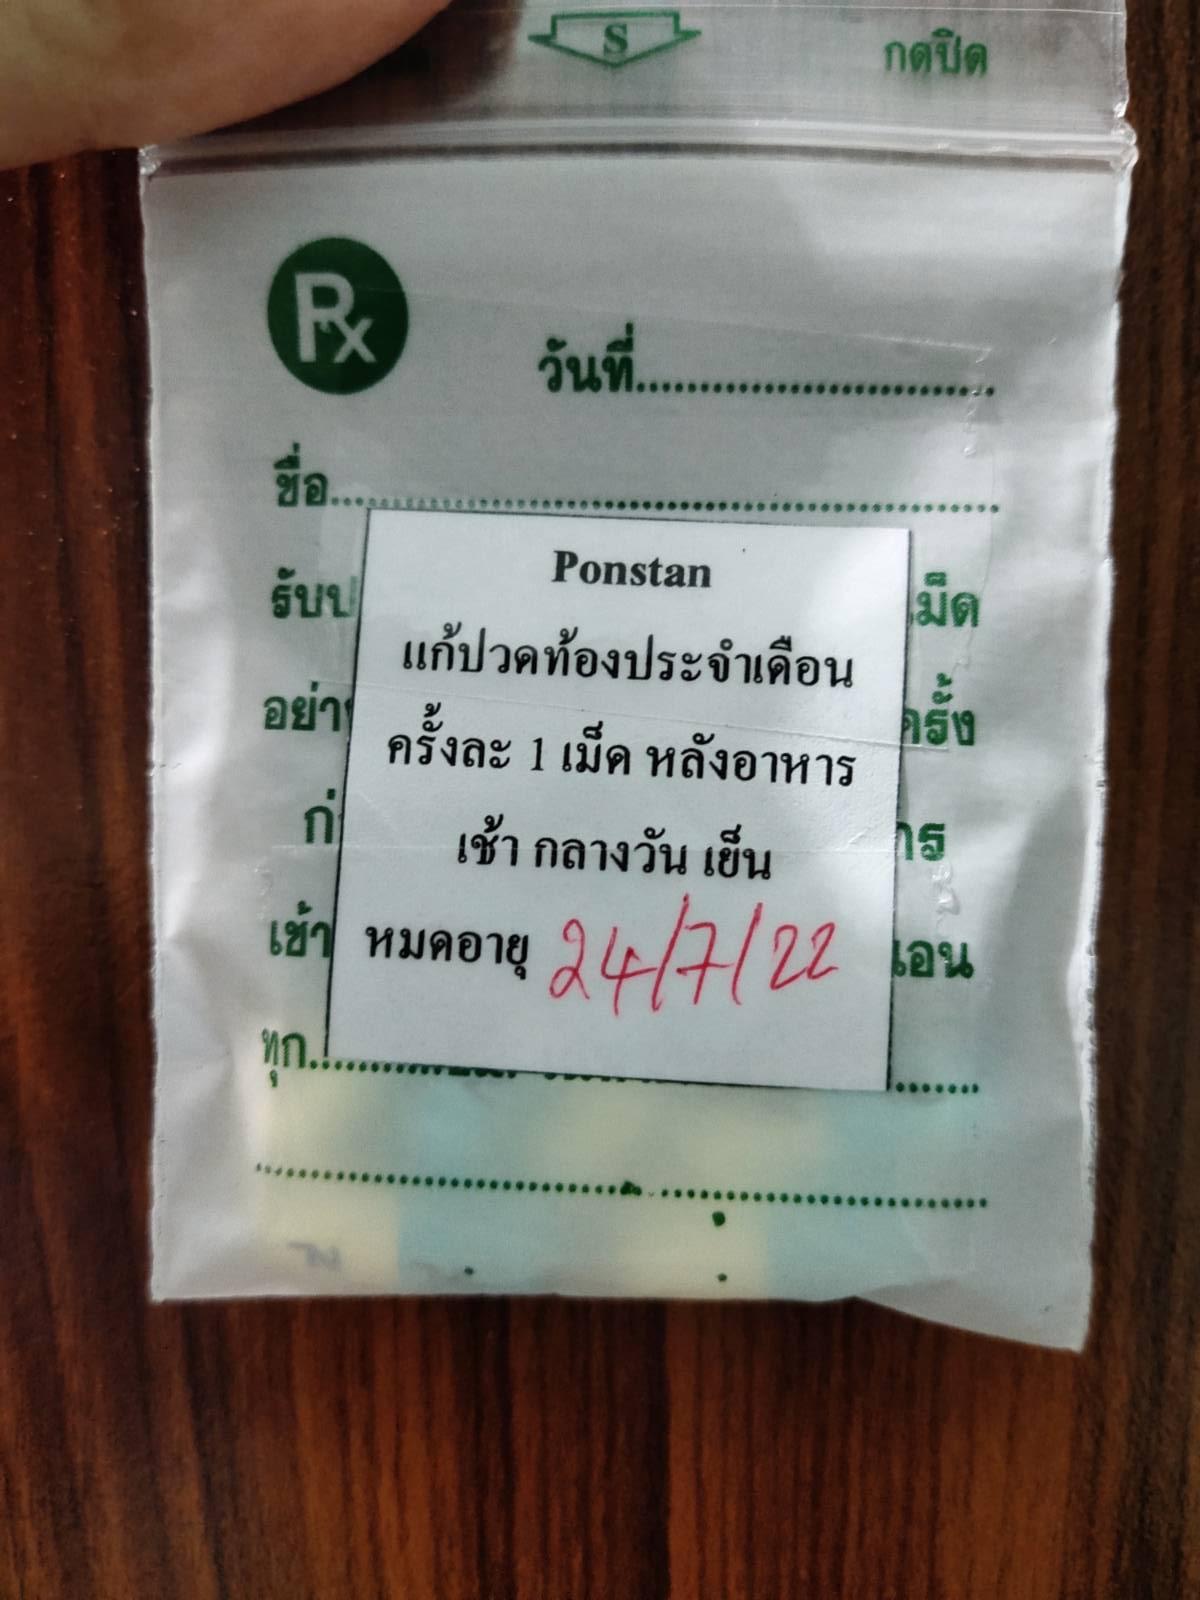 S
กดปิด
Rx
วันที่........................
ชื่อ................................................
Ponstan
แก้ปวดท้องประจำเดือน
ครั้งละ 1 เม็ด หลังอาหาร
เช้า กลางวัน เย็น
หมดอายุ 24/7/22
ทุก